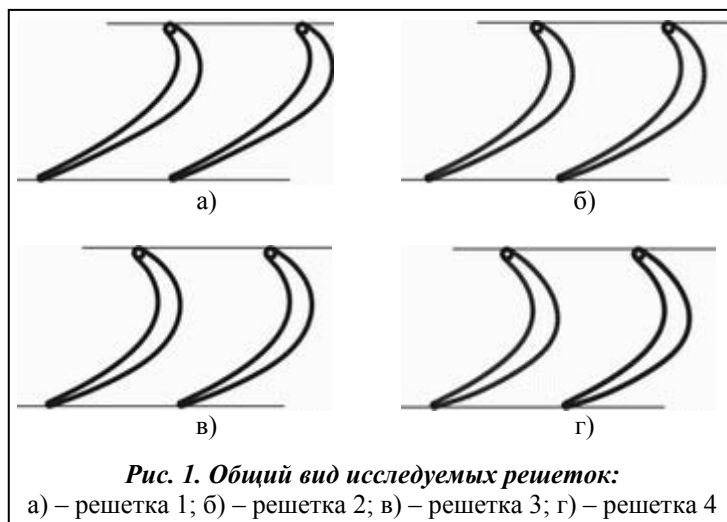 а)
б)
в)
г)
Рис. 1. Общий вид исследуемых решеток:
а) – решетка 1; б) – решетка 2; в) – решетка 3; г) – решетка 4